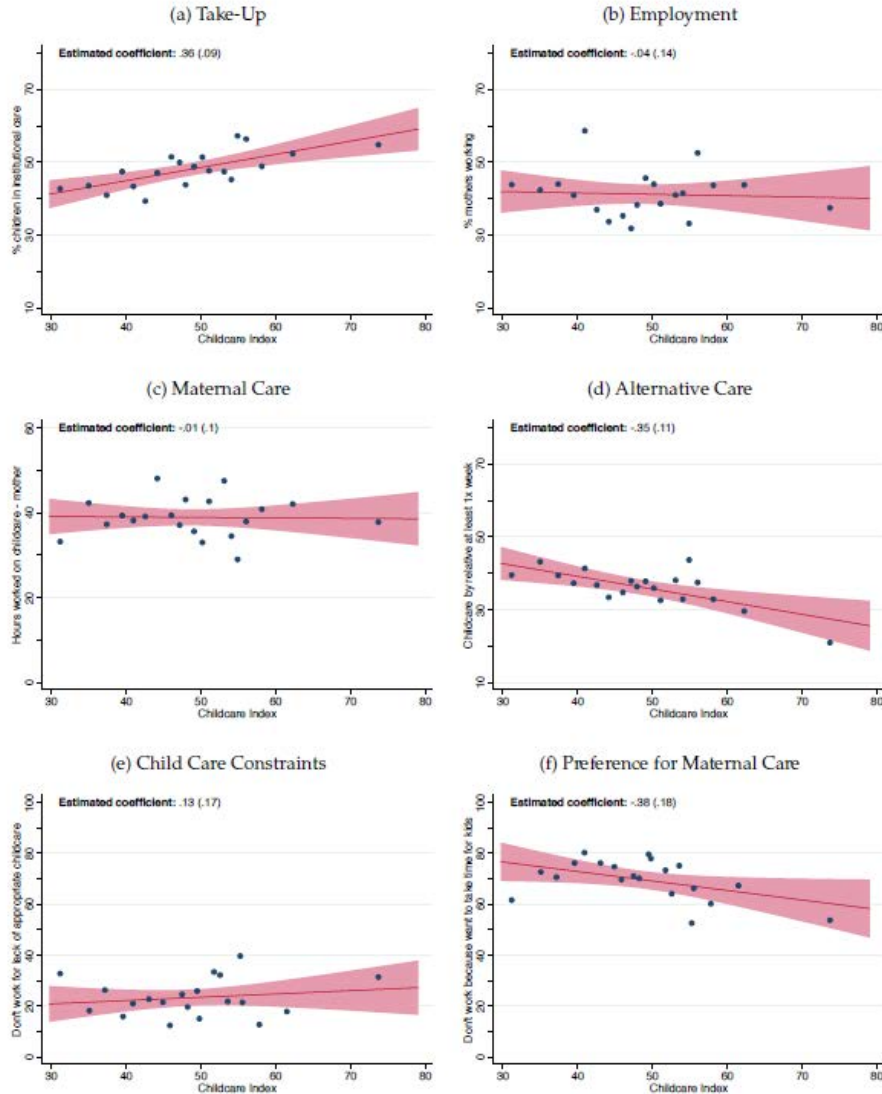 (a) Take-Up
Estimated coefficient: .36 (.09)
% children in institutional care
10
30
50
70
30 40 50 60 70 80
Childcare Index
(b) Employment
Estimated coefficient: -.04 (.14)
% mothers working
10
30
50
70
30 40 50 60 70 80
Childcare Index
(c) Maternal Care
Estimated coefficient: -.01 (.1)
Hours worked on childcare - mother
0
20
40
60
30 40 50 60 70 80
Childcare Index
(d) Alternative Care
Estimated coefficient: -.35 (.11)
Childcare by relative at least 1x week
10
30
50
70
30 40 50 60 70 80
Childcare Index
(e) Child Care Constraints
Estimated coefficient: .13 (.17)
Don't work for lack of appropriate childcare
0
20
40
60
80
100
30 40 50 60 70 80
Childcare Index
(f) Preference for Maternal Care
Estimated coefficient: -.38 (.18)
Don't work because want to take time for kids
0
20
40
60
80
100
30 40 50 60 70 80
Childcare Index